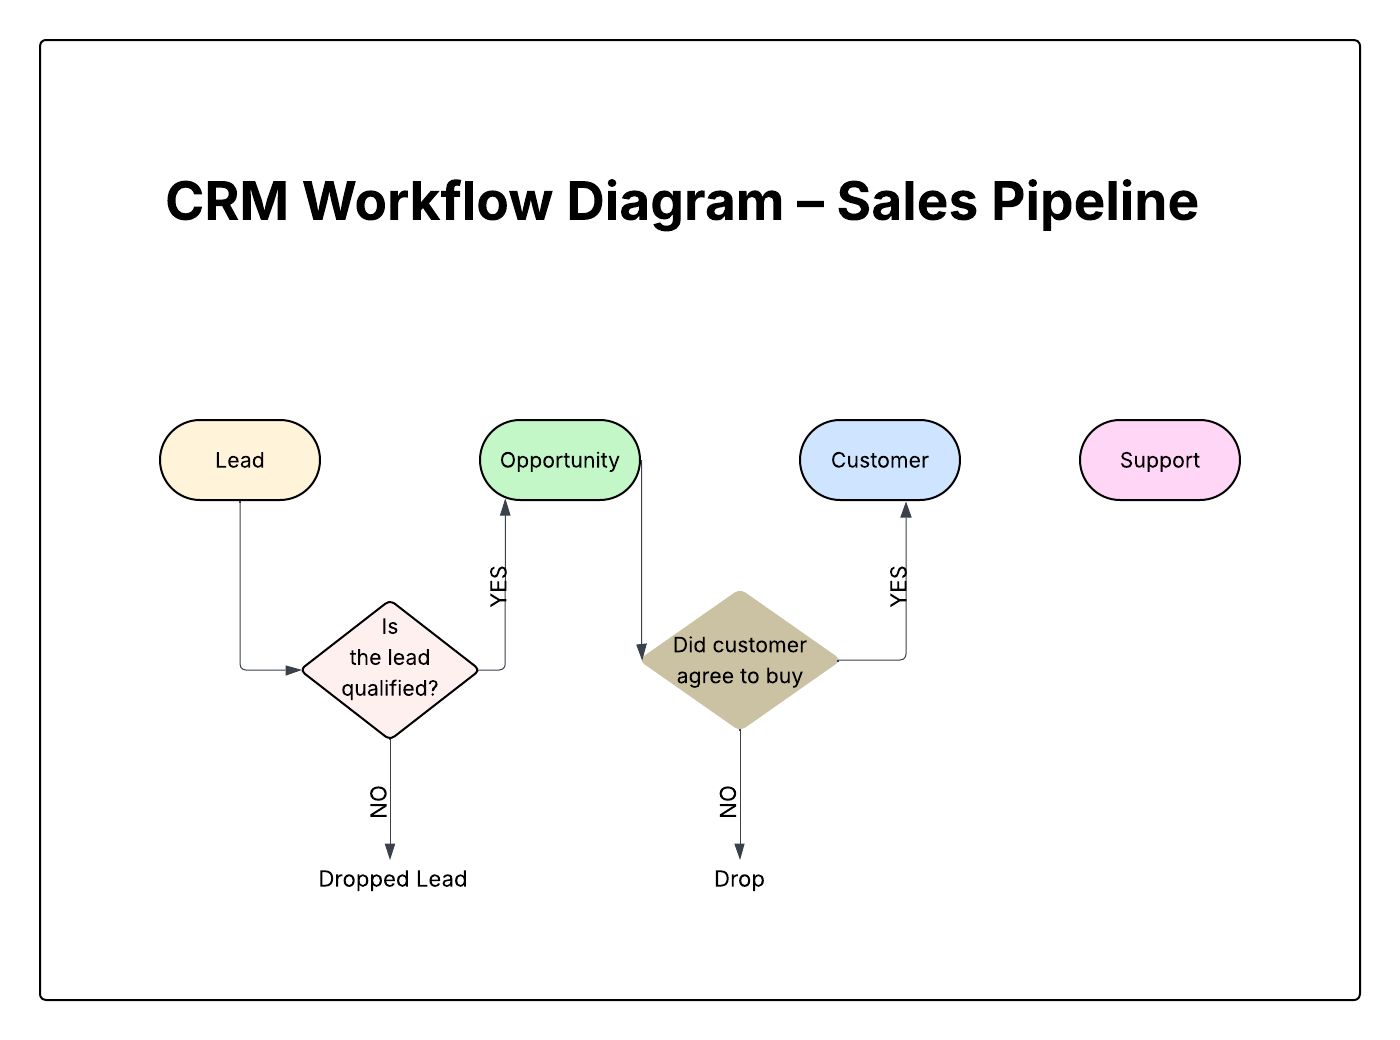 CRM Workflow Diagram – Sales Pipeline
Lead
Opportunity
Customer
Support
YES
YES
Is
the lead
qualified?
Did customer
agree to buy
NO
NO
Dropped Lead
Drop